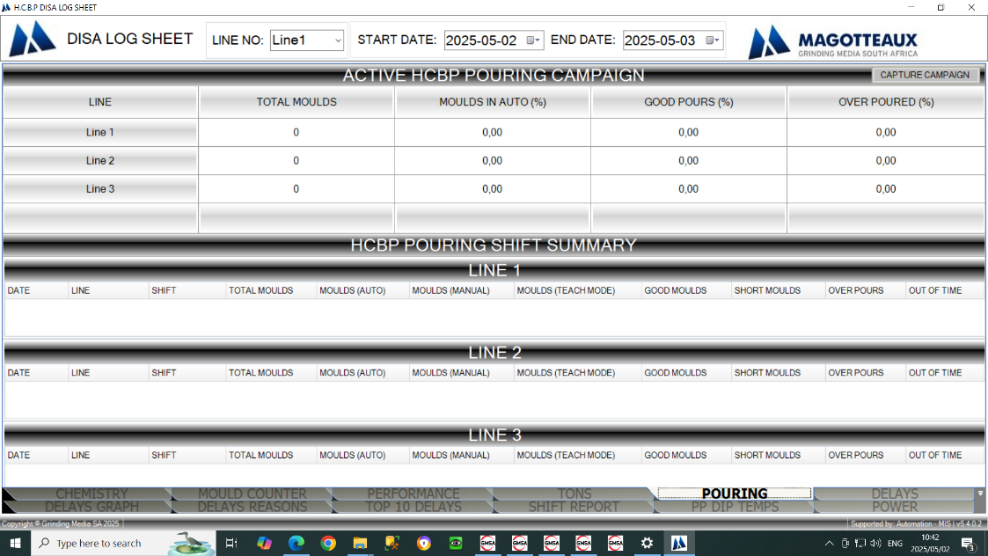 H.C.B.P DISA LOG SHEET
DISA LOG SHEET
LINE NO: Line1
START DATE: 2025-05-02
END DATE: 2025-05-03
MAGOTTEAUX
GRINDING MEDIA SOUTH AFRICA
ACTIVE HCBP POURING CAMPAIGN
CAPTURE CAMPAIGN
LINE TOTAL MOULDS MOULDS IN AUTO (%) GOOD POURS (%) OVER POURED (%)
Line 1 0 0,00 0,00 0,00
Line 2 0 0,00 0,00 0,00
Line 3 0 0,00 0,00 0,00
HCBP POURING SHIFT SUMMARY
LINE 1
DATE LINE SHIFT TOTAL MOULDS MOULDS (AUTO) MOULDS (MANUAL) MOULDS (TEACH MODE) GOOD MOULDS SHORT MOULDS OVER POURS OUT OF TIME
LINE 2
DATE LINE SHIFT TOTAL MOULDS MOULDS (AUTO) MOULDS (MANUAL) MOULDS (TEACH MODE) GOOD MOULDS SHORT MOULDS OVER POURS OUT OF TIME
LINE 3
DATE LINE SHIFT TOTAL MOULDS MOULDS (AUTO) MOULDS (MANUAL) MOULDS (TEACH MODE) GOOD MOULDS SHORT MOULDS OVER POURS OUT OF TIME
CHEMISTRY MOULD COUNTER PERFORMANCE TONS POURING DELAYS
DELAYS GRAPH DELAYS REASONS TOP 10 DELAYS SHIFT REPORT PP DIP TEMPS POWER
Copyright © Grinding Media SA 2025 Supported by: Automation - MIS | v5.4.0.2
Type here to search
GMSA GMSA GMSA GMSA GMSA
ENG
10:42
2025/05/02
3